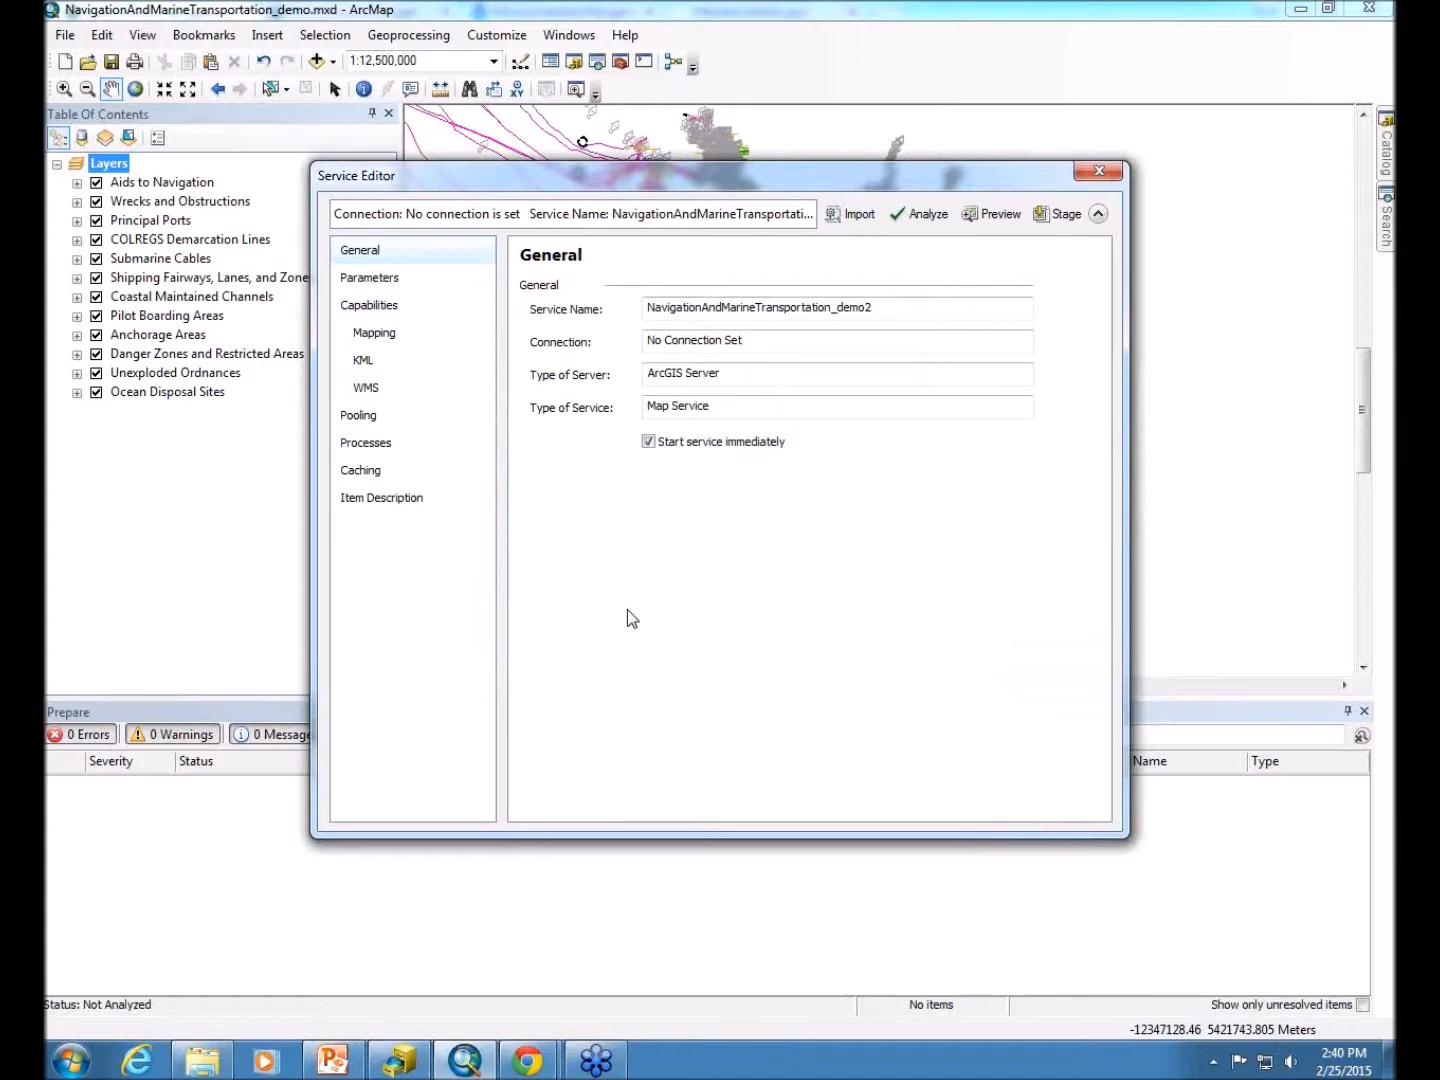 NavigationAndMarineTransportation_demo.mxd - ArcMap
File Edit View Bookmarks Insert Selection Geoprocessing Customize Windows Help
1:12,500,000
Table Of Contents
Layers
Aids to Navigation
Wrecks and Obstructions
Principal Ports
COLREGS Demarcation Lines
Submarine Cables
Shipping Fairways, Lanes, and Zone
Coastal Maintained Channels
Pilot Boarding Areas
Anchorage Areas
Danger Zones and Restricted Areas
Unexploded Ordnances
Ocean Disposal Sites
Catalog
Search
Service Editor
Connection: No connection is set Service Name: NavigationAndMarineTransportati...
Import Analyze Preview Stage
General
Parameters
Capabilities
Mapping
KML
WMS
Pooling
Processes
Caching
Item Description
General
General
Service Name: NavigationAndMarineTransportation_demo2
Connection: No Connection Set
Type of Server: ArcGIS Server
Type of Service: Map Service
Start service immediately
Prepare
0 Errors 0 Warnings 0 Message
Severity Status Name Type
Status: Not Analyzed No items Show only unresolved items
-12347128.46 5421743.805 Meters
2:40 PM
2/25/2015